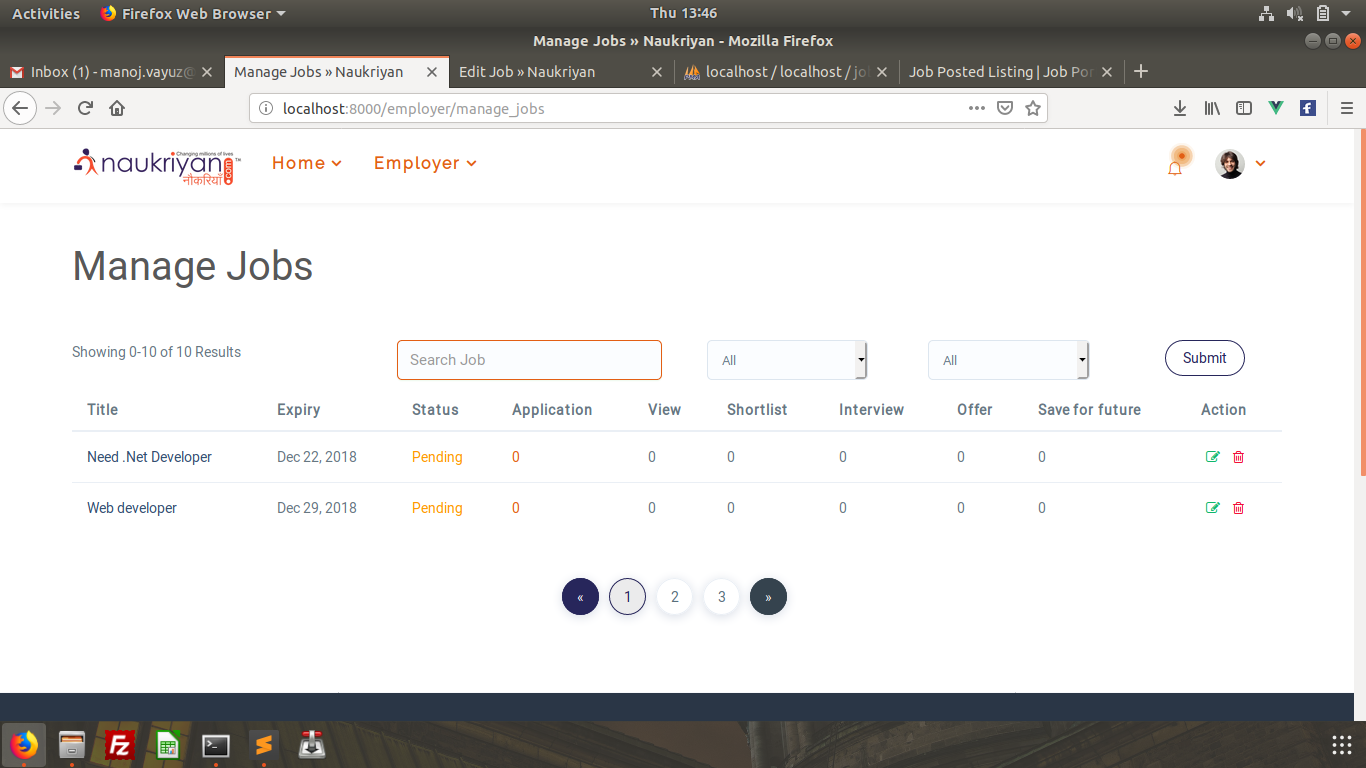 Activities Firefox Web Browser Thu 13:46
Manage Jobs » Naukriyan - Mozilla Firefox
Inbox (1) - manoj.vayuz@ Manage Jobs » Naukriyan Edit Job » Naukriyan localhost / localhost / jo Job Posted Listing | Job Por
localhost:8000/employer/manage_jobs
Changing millions of lives
naukriyan .com ™ Home Employer
नौकरियाँ
Manage Jobs
Showing 0-10 of 10 Results Search Job All All Submit
Title Expiry Status Application View Shortlist Interview Offer Save for future Action
Need .Net Developer Dec 22, 2018 Pending 0 0 0 0 0 0
Web developer Dec 29, 2018 Pending 0 0 0 0 0 0
« 1 2 3 »